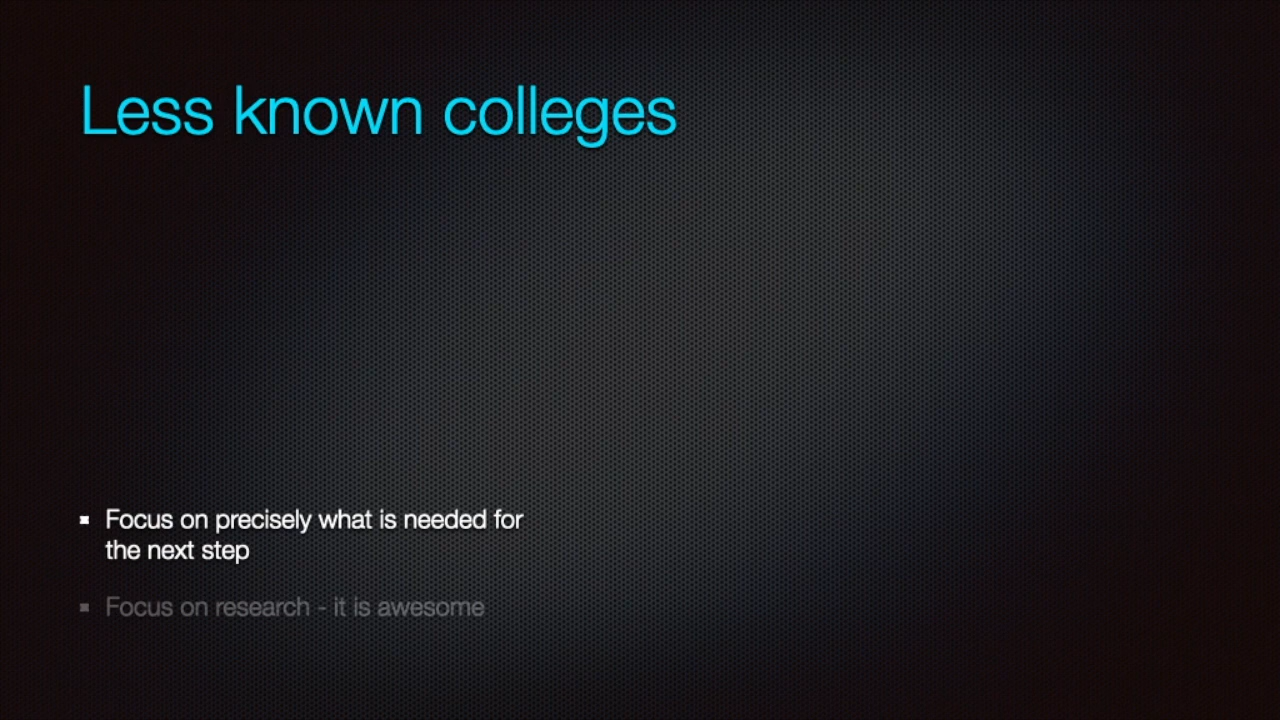 Less known colleges
Focus on precisely what is needed for
the next step
Focus on research - it is awesome